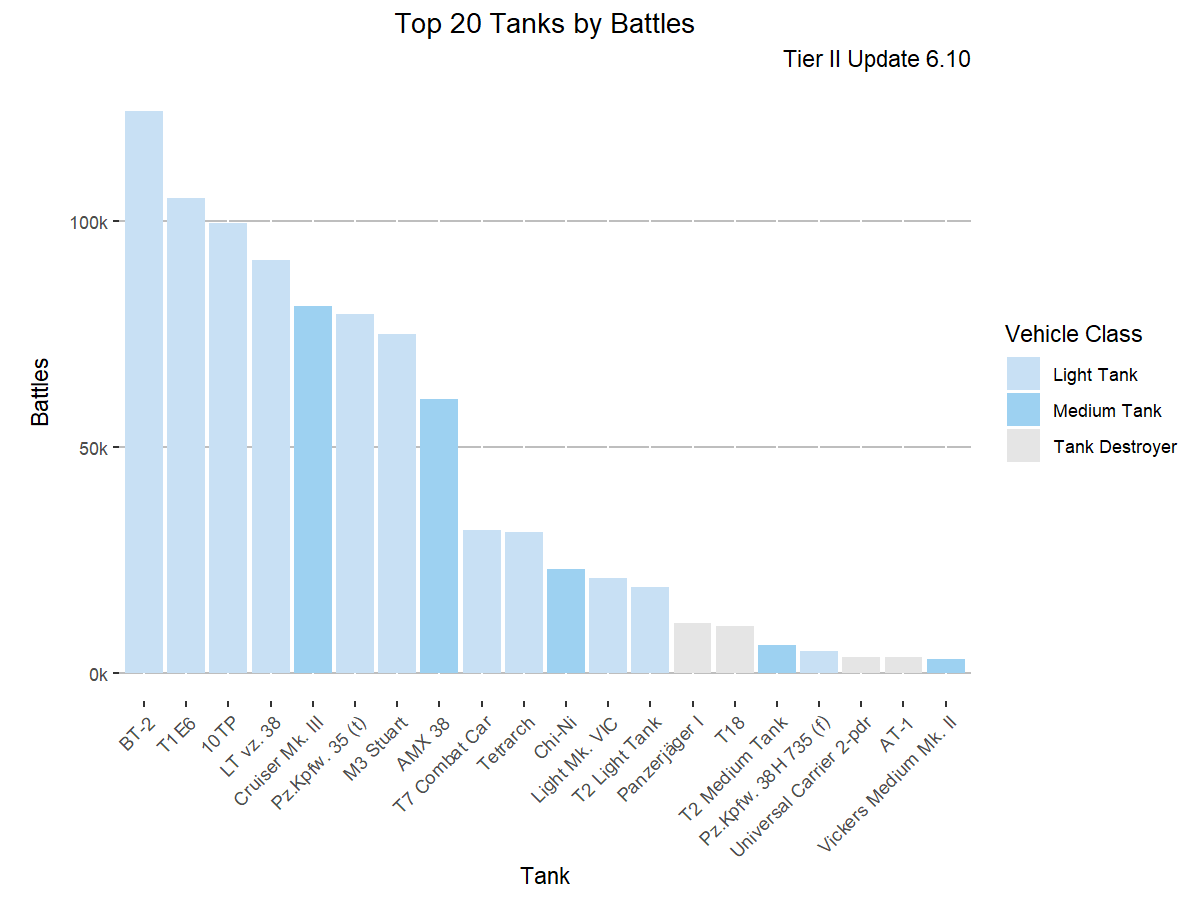 Top 20 Tanks by Battles
Tier II Update 6.10
Battles
100k
50k
0k
BT-2
T1E6
10TP
LT vz. 38
Cruiser Mk. III
Pz.Kpfw. 35 (t)
M3 Stuart
AMX 38
T7 Combat Car
Tetrarch
Chi-Ni
Light Mk. VIC
T2 Light Tank
Panzerjäger I
T18
T2 Medium Tank
Pz.Kpfw. 38 H 735 (f)
Universal Carrier 2-pdr
AT-1
Vickers Medium Mk. II
Tank
Vehicle Class
Light Tank
Medium Tank
Tank Destroyer